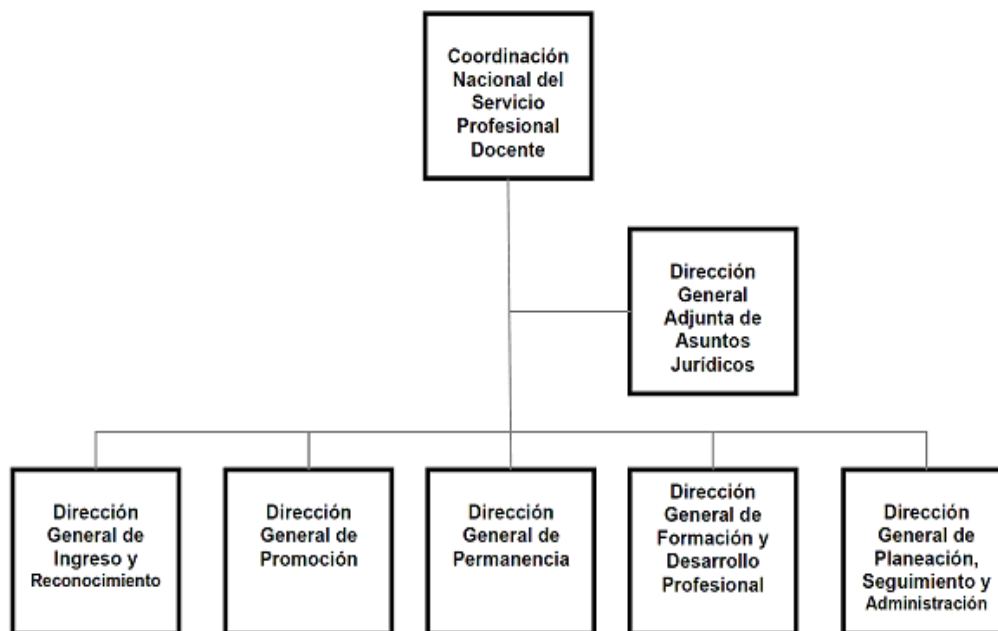 Coordinación
Nacional del
Servicio
Profesional
Docente
Dirección
General
Adjunta de
Asuntos
Jurídicos
Dirección
General de
Ingreso y
Reconocimiento
Dirección
General de
Promoción
Dirección
General de
Permanencia
Dirección
General de
Formación y
Desarrollo
Profesional
Dirección
General de
Planeación,
Seguimiento y
Administración